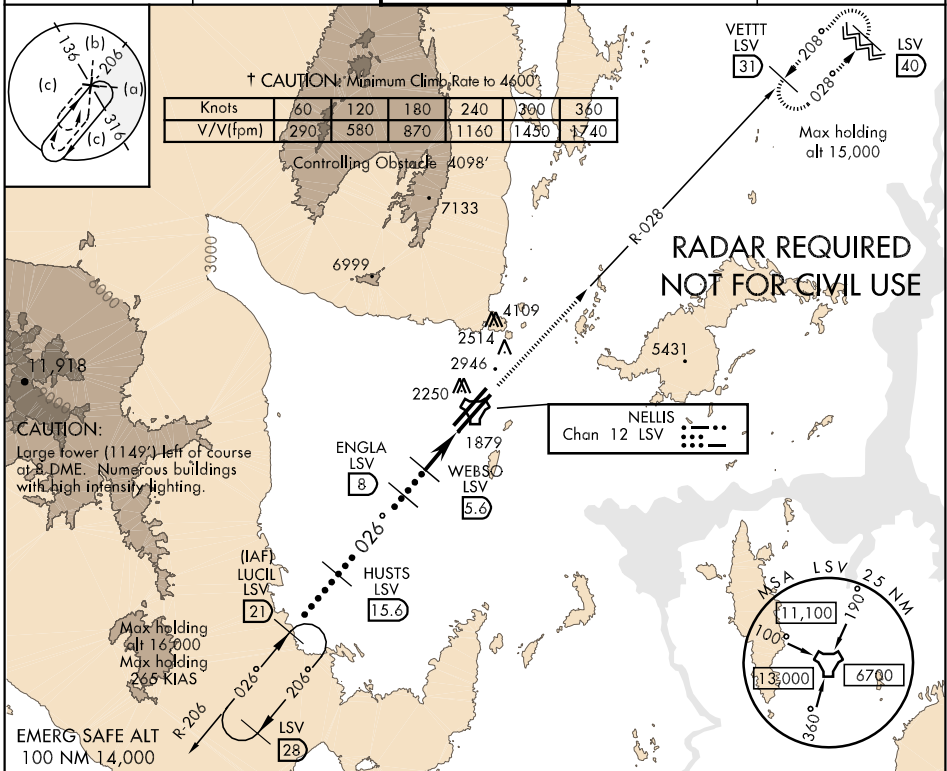 136
(b)
206
(c)
(a)
316
(c)
† CAUTION: Minimum Climb Rate to 4600'
Knots 60 120 180 240 300 360
V/V(fpm) 290 580 870 1160 1450 1740
Controlling Obstacle 4098'
VETTT
LSV
31
208°
028°
LSV
40
Max holding
alt 15,000
7133
R-028
RADAR REQUIRED
NOT FOR CIVIL USE
3000
6999
6000
4109
2514
2946
2250
5431
11,918
9000
NELLIS
Chan 12 LSV
1879
CAUTION:
Large tower (1149') left of course
at 8 DME. Numerous buildings
with high intensity lighting.
ENGLA
LSV
8
WEBSO
LSV
5.6
026°
(IAF)
LUCIL
LSV
21
HUSTS
LSV
15.6
Max holding
alt 16,000
Max holding
265 KIAS
026°
206°
R-206
LSV
28
EMERG SAFE ALT
100 NM 14,000
MSA LSV 25 NM
11,100
190°
100°
13,000
6700
360°